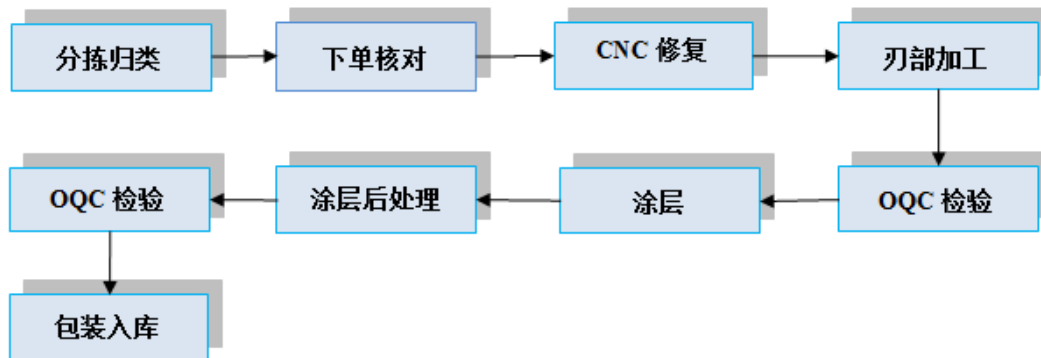 分拣归类
下单核对
CNC 修复
刃部加工
OQC 检验
涂层
涂层后处理
OQC 检验
包装入库